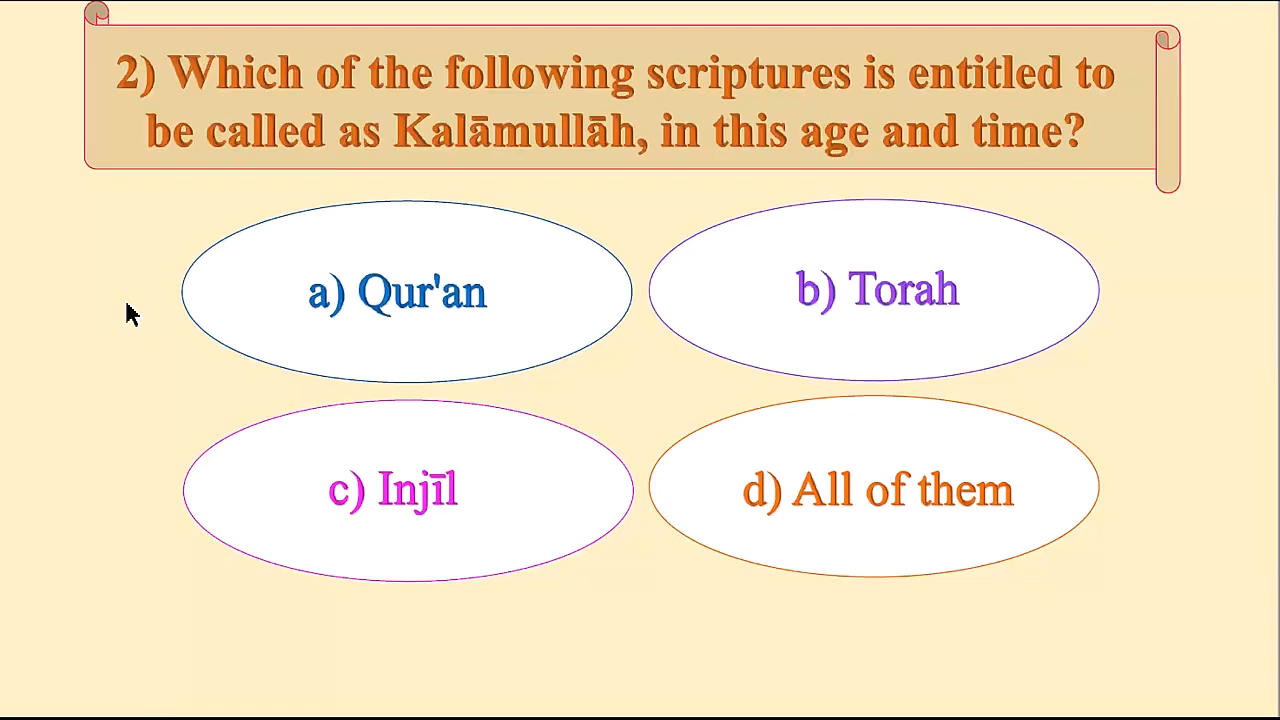 2) Which of the following scriptures is entitled to
be called as Kalāmullāh, in this age and time?
a) Qur'an
b) Torah
c) Injīl
d) All of them